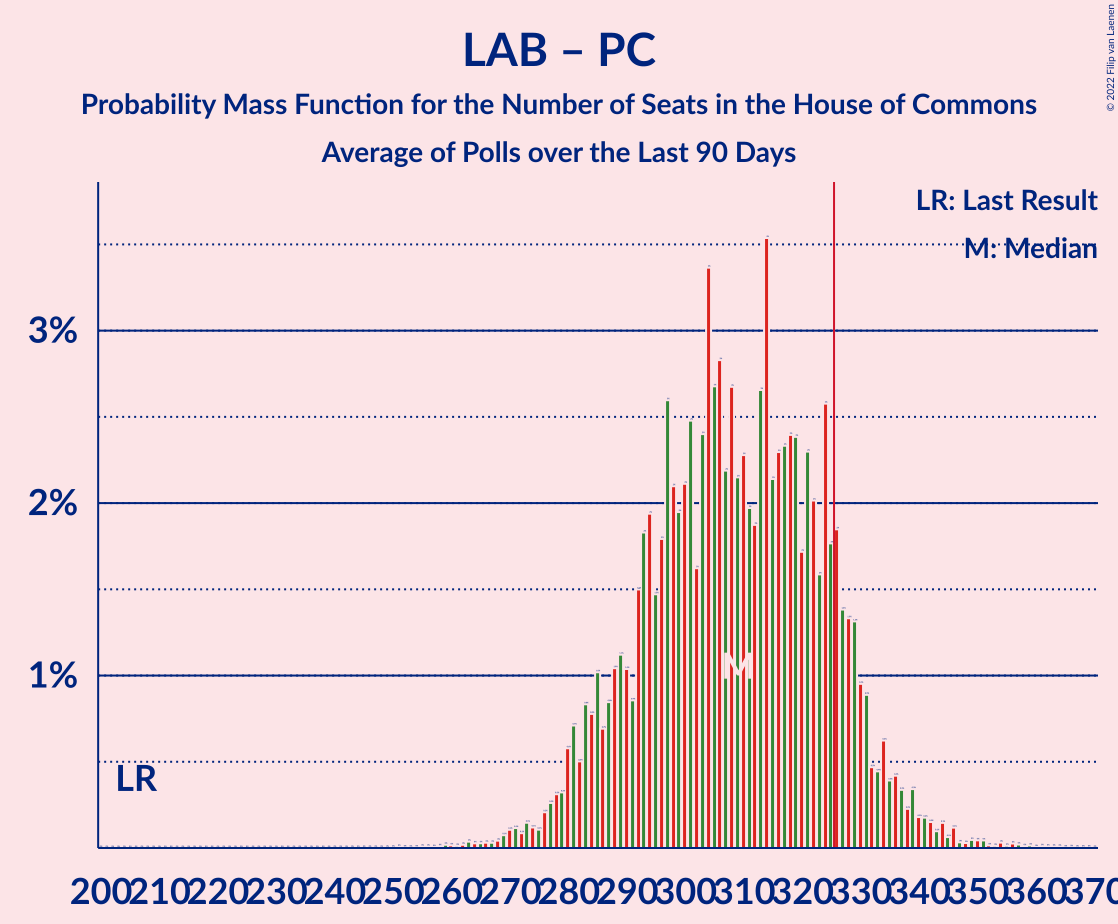 LAB – PC
Probability Mass Function for the Number of Seats in the House of Commons
Average of Polls over the Last 90 Days
© 2022 Filip van Laenen
LR: Last Result
M: Median
3%
2%
1%
LR
M
200 210 220 230 240 250 260 270 280 290 300 310 320 330 340 350 360 370